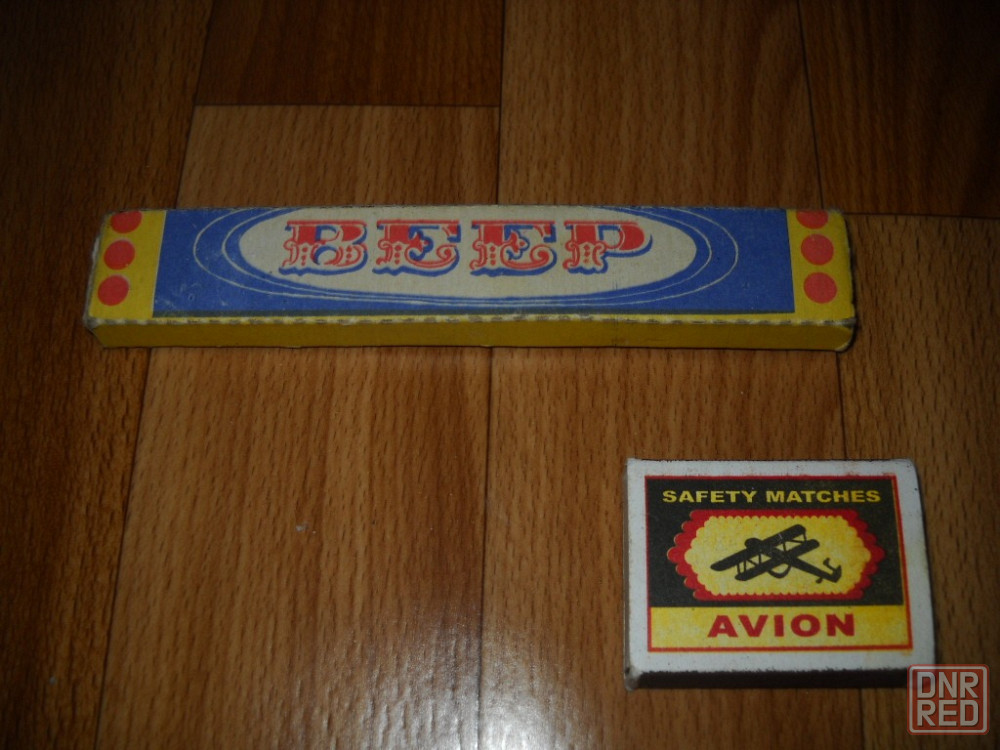 ВЕЕР
SAFETY MATCHES
AVION
DNR
RED